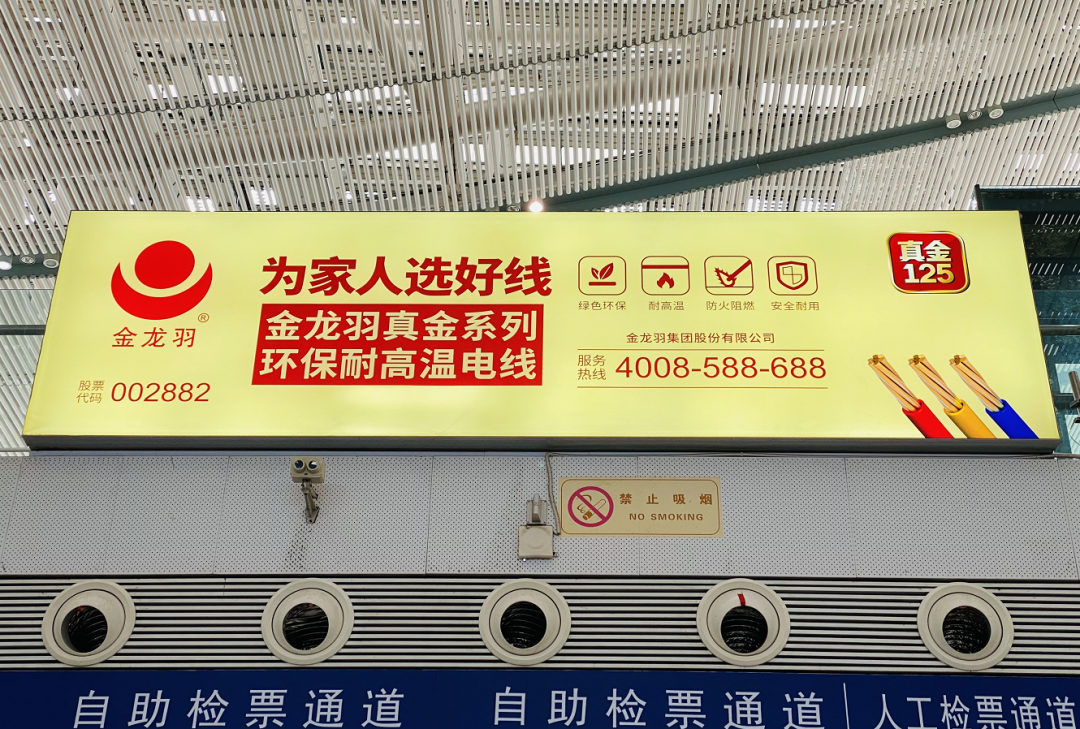 金龙羽®
股票代码 002882
为家人选好线
金龙羽真金系列
环保耐高温电线
绿色环保 耐高温 防火阻燃 安全耐用
金龙羽集团股份有限公司
服务热线 4008-588-688
真金
125
禁止吸烟
NO SMOKING
自助检票通道 自助检票通道 人工检票通道